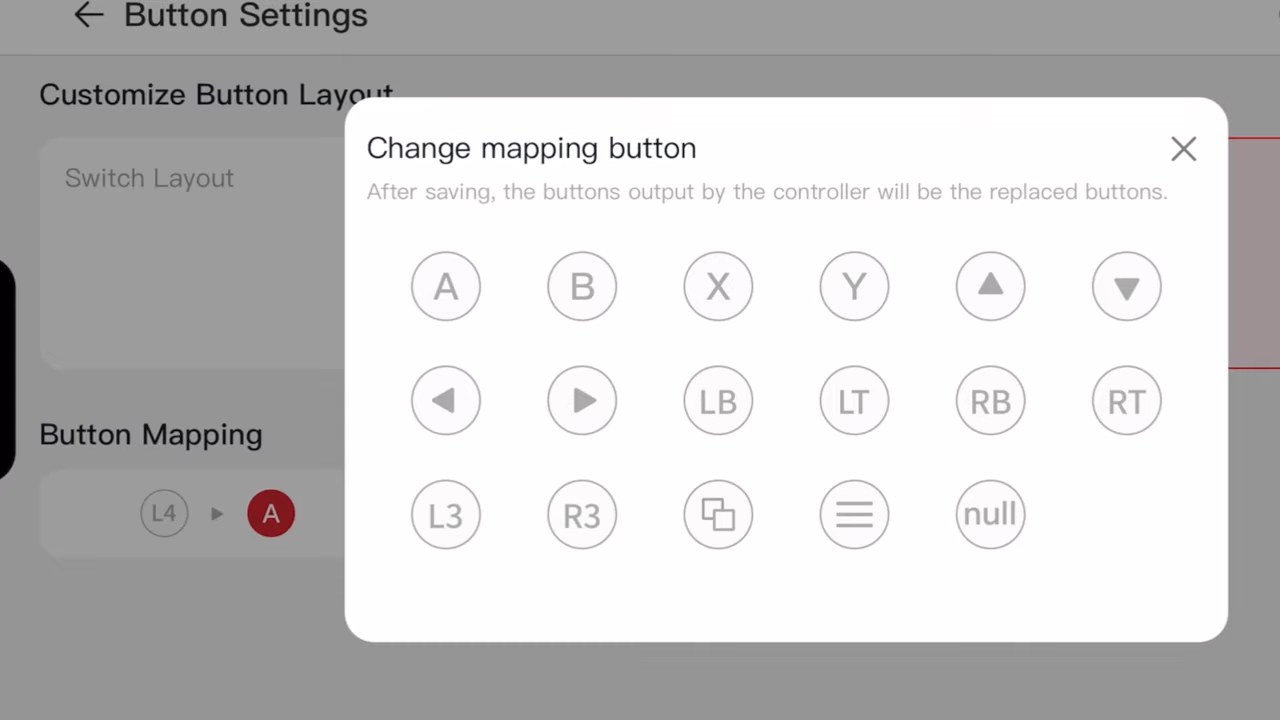 Button Settings
Customize Button Layout
Switch Layout
Change mapping button
After saving, the buttons output by the controller will be the replaced buttons.
A B X Y
LB LT RB RT
L3 R3 null
Button Mapping
L4 A